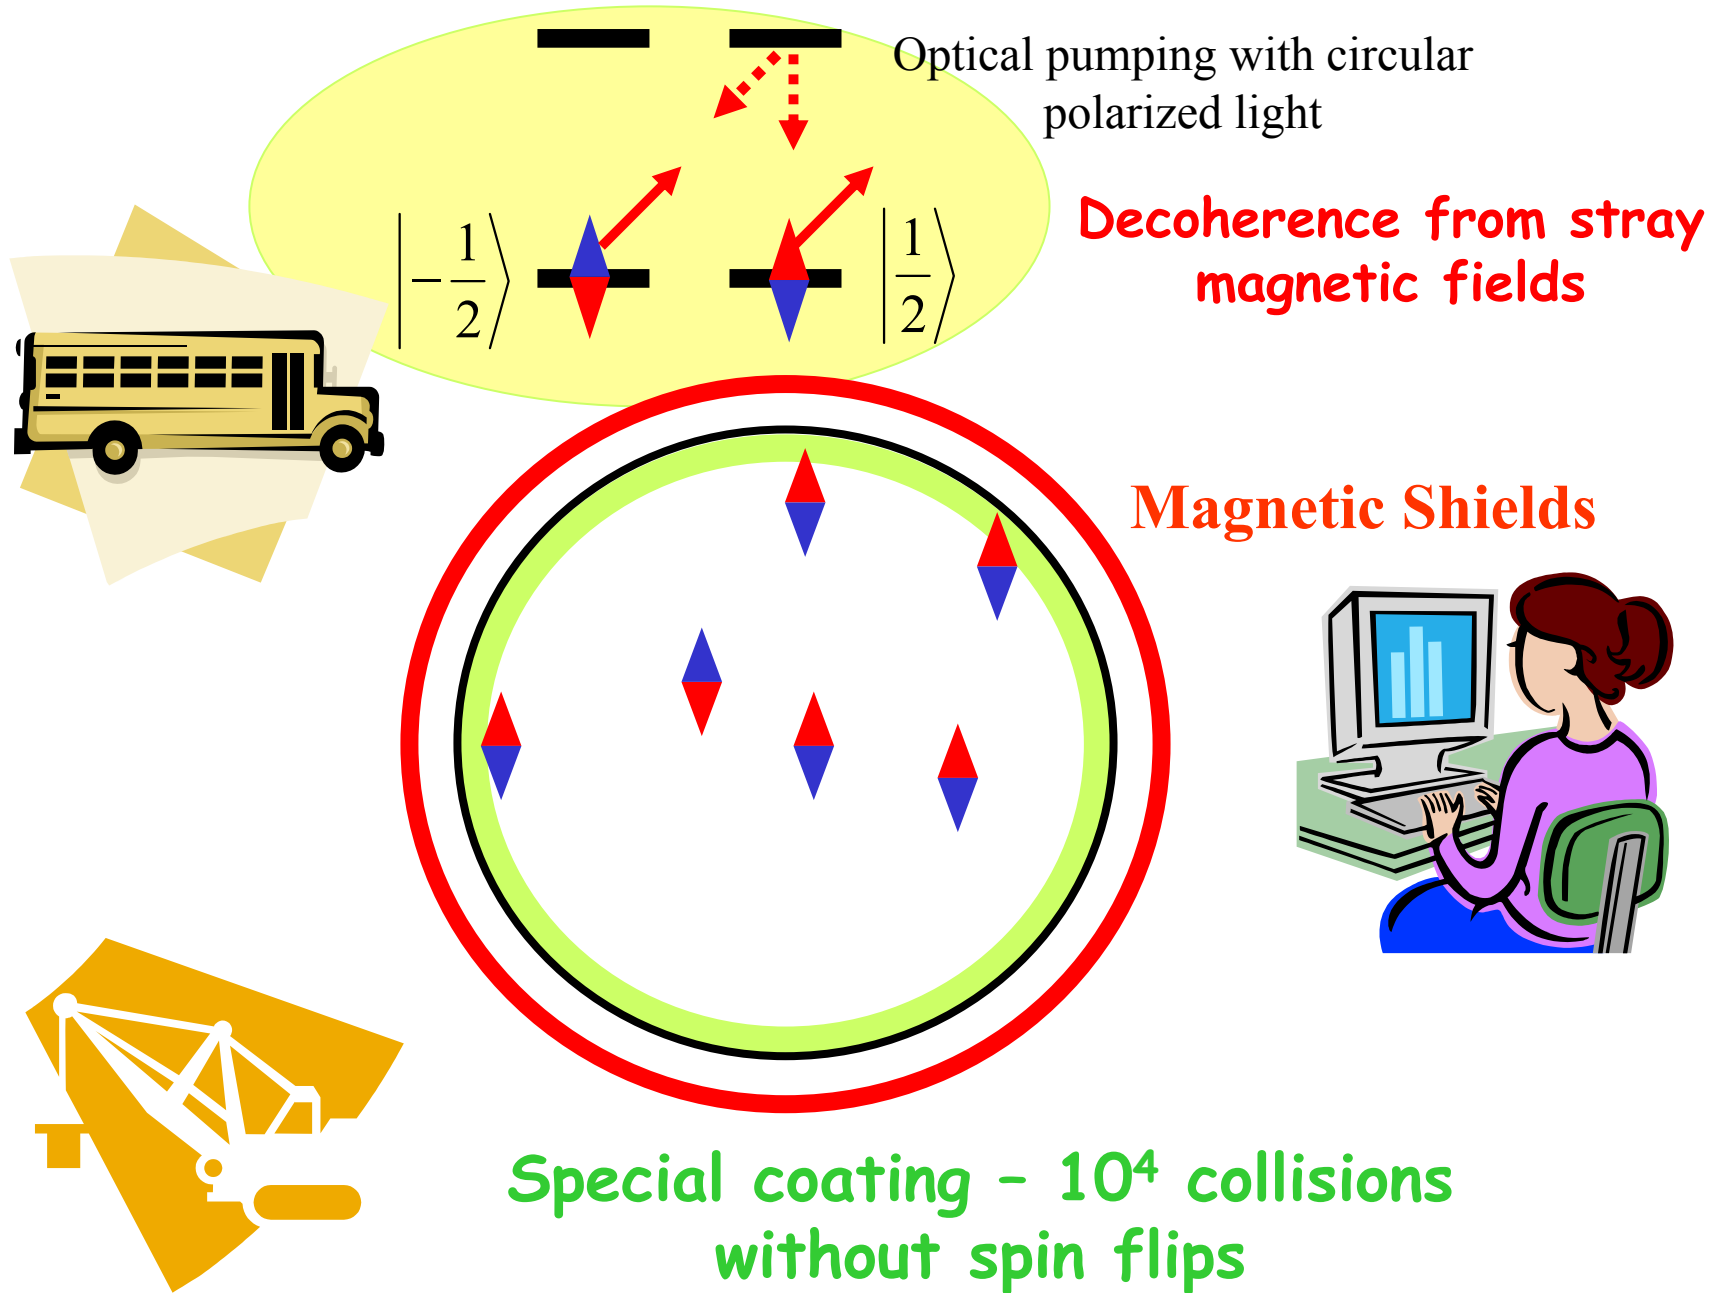 Optical pumping with circular
polarized light
Decoherence from stray
magnetic fields
|−1/2⟩ |1/2⟩
Magnetic Shields
Special coating – 10⁴ collisions
without spin flips